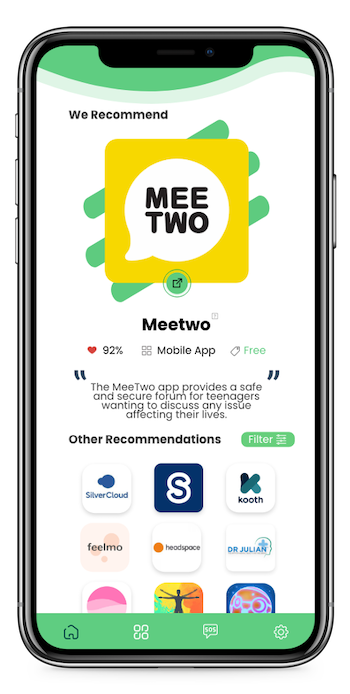 We Recommend
MEE
TWO
Meetwo
92%
Mobile App
Free
“ The MeeTwo app provides a safe ”
and secure forum for teenagers
wanting to discuss any issue
affecting their lives.
Other Recommendations
Filter
SilverCloud
S
kooth
feelmo
headspace
DR JULIAN
SOS